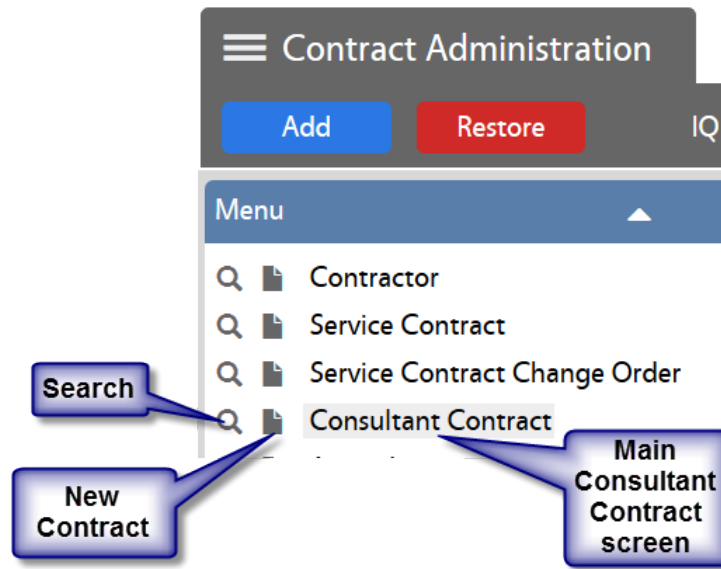 Contract Administration
Add
Restore
IQ
Menu
Contractor
Service Contract
Service Contract Change Order
Search
Consultant Contract
New
Contract
Main
Consultant
Contract
screen